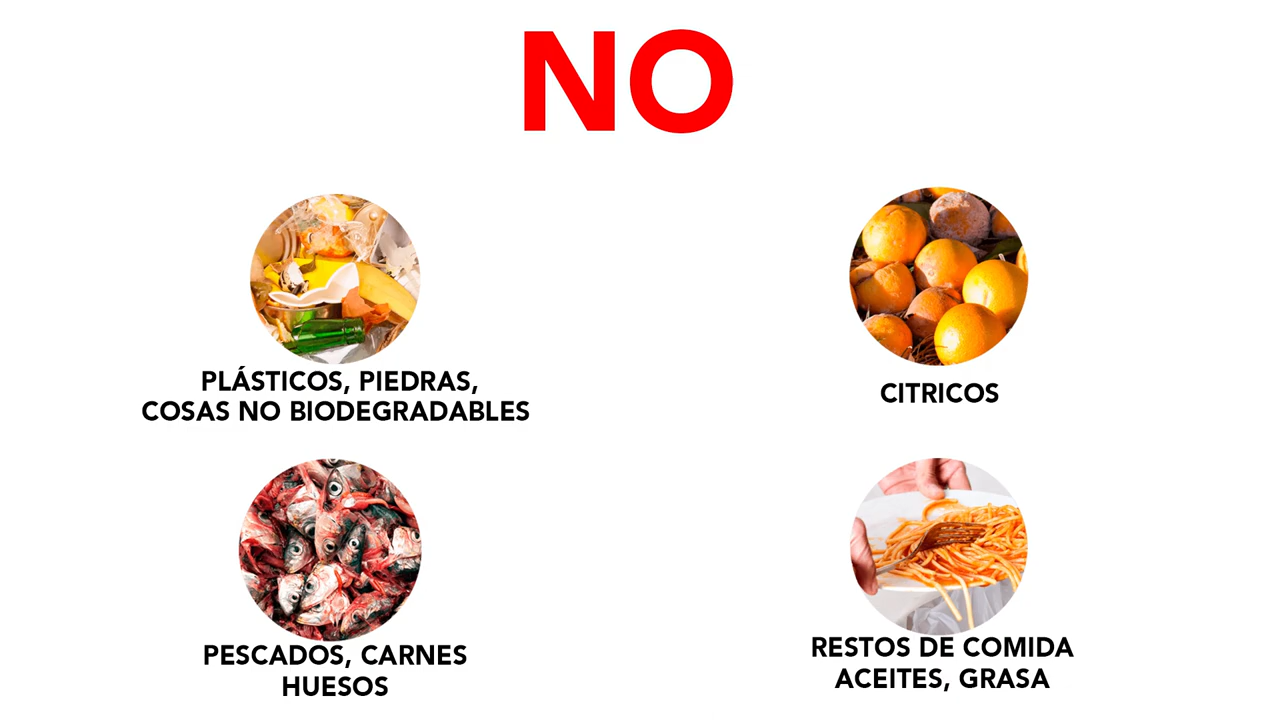 NO
PLÁSTICOS, PIEDRAS,
COSAS NO BIODEGRADABLES
CITRICOS
PESCADOS, CARNES
HUESOS
RESTOS DE COMIDA
ACEITES, GRASA